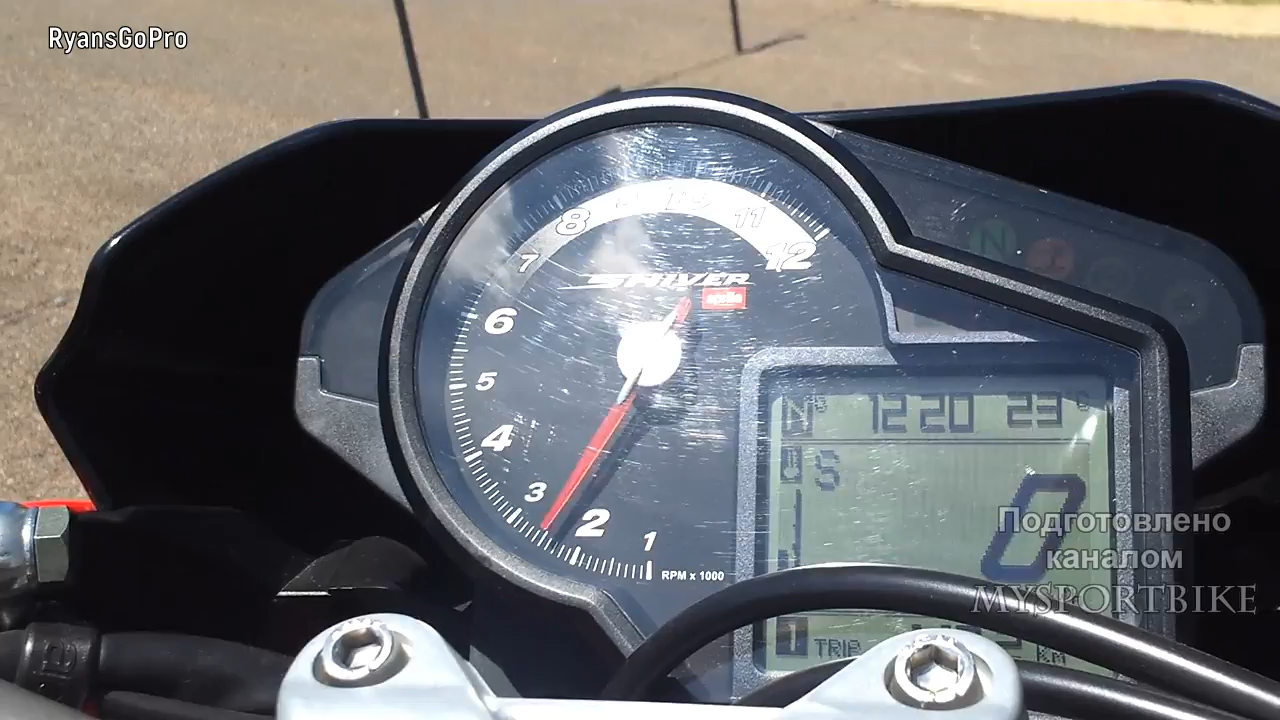 RyansGoPro
8
11
12
7
SHIVER
aprilia
6
5
4
3
2
1
RPM x 1000
N
N° 12 20 23°
S
0
1 TRIP
Km
Подготовлено
каналом
MYSPORTBIKE